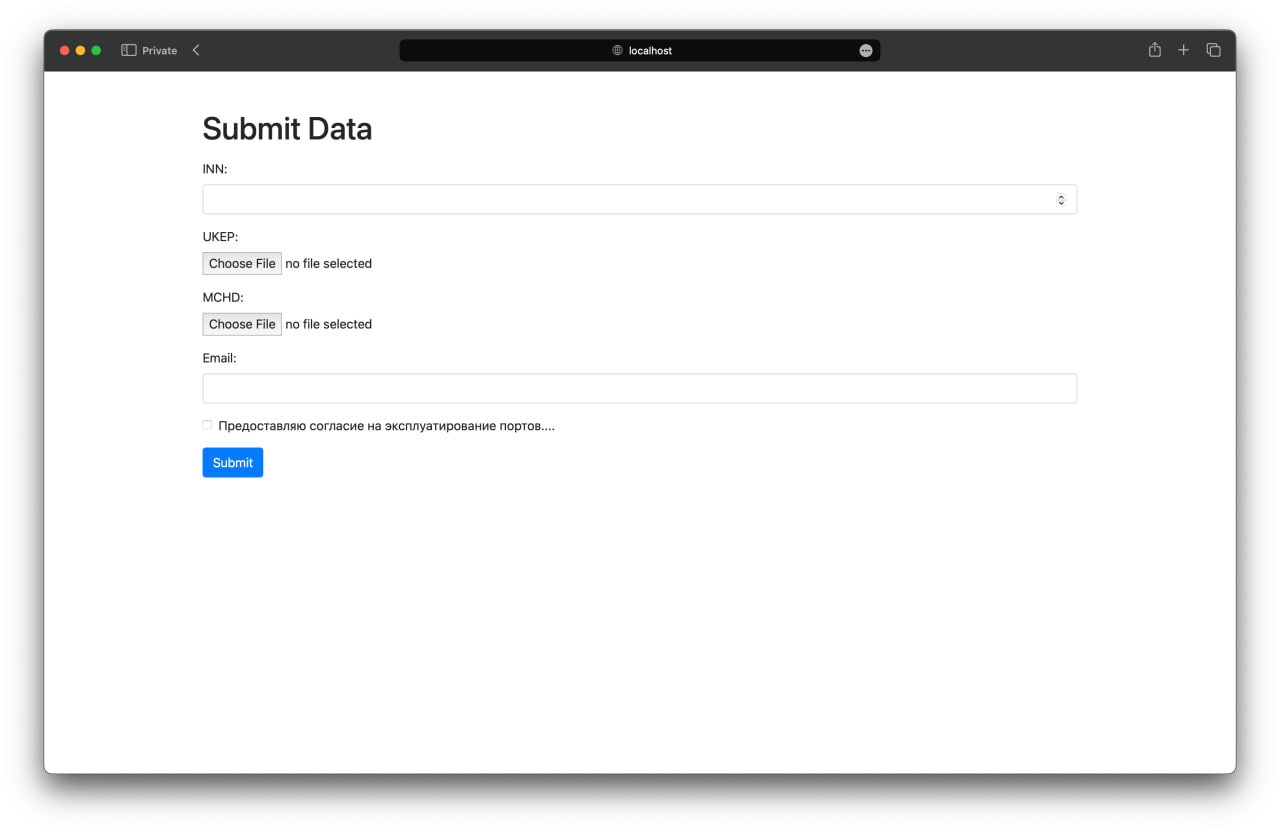 Private
localhost
Submit Data
INN:
UKEP:
Choose File no file selected
MCHD:
Choose File no file selected
Email:
Предоставляю согласие на эксплуатирование портов....
Submit